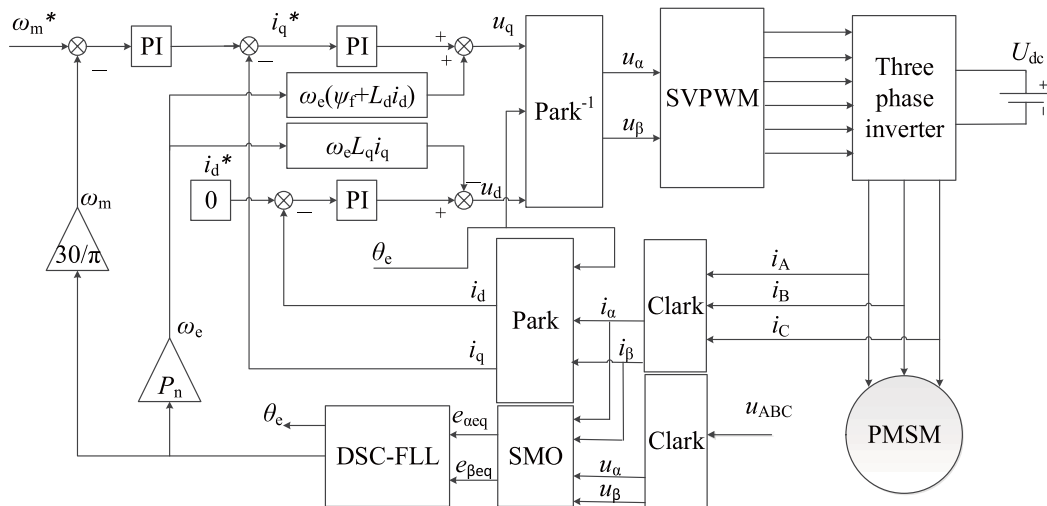 ωm*
PI
iq*
PI
+
+
uq
−
−
ωe(ψf+Ldid)
ωeLqiq
id*
0
−
PI
+
−
ud
Park-1
uα
uβ
SVPWM
Three
phase
inverter
Udc
+
−
ωm
30/π
θe
id
iq
Park
iα
iβ
Clark
iA
iB
iC
ωe
Pn
θe
DSC-FLL
eαeq
eβeq
SMO
uα
uβ
Clark
uABC
PMSM